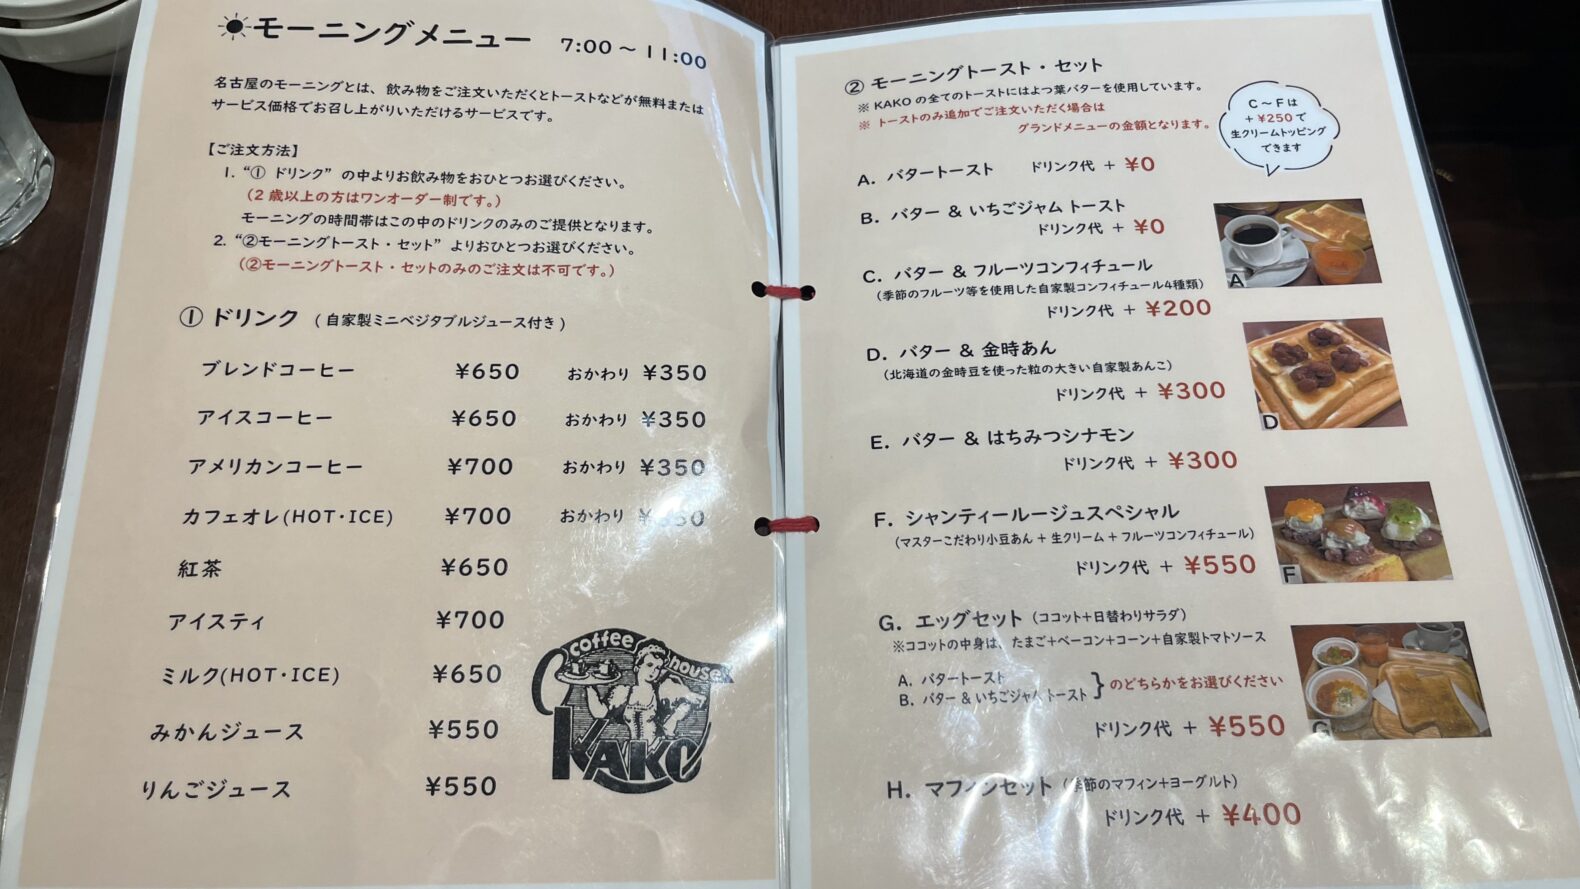 モーニングメニュー 7:00～11:00
名古屋のモーニングとは、飲み物をご注文いただくとトーストなどが無料または
サービス価格でお召し上がりいただけるサービスです。
【ご注文方法】
1. “① ドリンク” の中よりお飲み物をおひとつお選びください。
（2歳以上の方はワンオーダー制です。）
モーニングの時間帯はこの中のドリンクのみのご提供となります。
2. “②モーニングトースト・セット” よりおひとつお選びください。
（②モーニングトースト・セットのみのご注文は不可です。）
① ドリンク （自家製ミニベジタブルジュース付き）
ブレンドコーヒー ¥650 おかわり ¥350
アイスコーヒー ¥650 おかわり ¥350
アメリカンコーヒー ¥700 おかわり ¥350
カフェオレ(HOT・ICE) ¥700 おかわり ¥350
紅茶 ¥650
アイスティ ¥700
ミルク(HOT・ICE) ¥650
みかんジュース ¥550
りんごジュース ¥550
coffee house
KAKO
② モーニングトースト・セット
※ KAKO の全てのトーストにはよつ葉バターを使用しています。
※ トーストのみ追加でご注文いただく場合は
グランドメニューの金額となります。
C～Fは
+ ¥250で
生クリームトッピング
できます
A. バタートースト ドリンク代 + ¥0
B. バター & いちごジャム トースト
ドリンク代 + ¥0
C. バター & フルーツコンフィチュール
（季節のフルーツ等を使用した自家製コンフィチュール4種類）
ドリンク代 + ¥200
D. バター & 金時あん
（北海道の金時豆を使った粒の大きい自家製あんこ）
ドリンク代 + ¥300
E. バター & はちみつシナモン
ドリンク代 + ¥300
F. シャンティールージュスペシャル
（マスターこだわり小豆あん + 生クリーム + フルーツコンフィチュール）
ドリンク代 + ¥550
G. エッグセット（ココット+日替わりサラダ）
※ココットの中身は、たまご+ベーコン+コーン+自家製トマトソース
A. バタートースト
B. バター & いちごジャム トースト
}のどちらかをお選びください
ドリンク代 + ¥550
H. マフィンセット（季節のマフィン+ヨーグルト）
ドリンク代 + ¥400
A
D
F
G